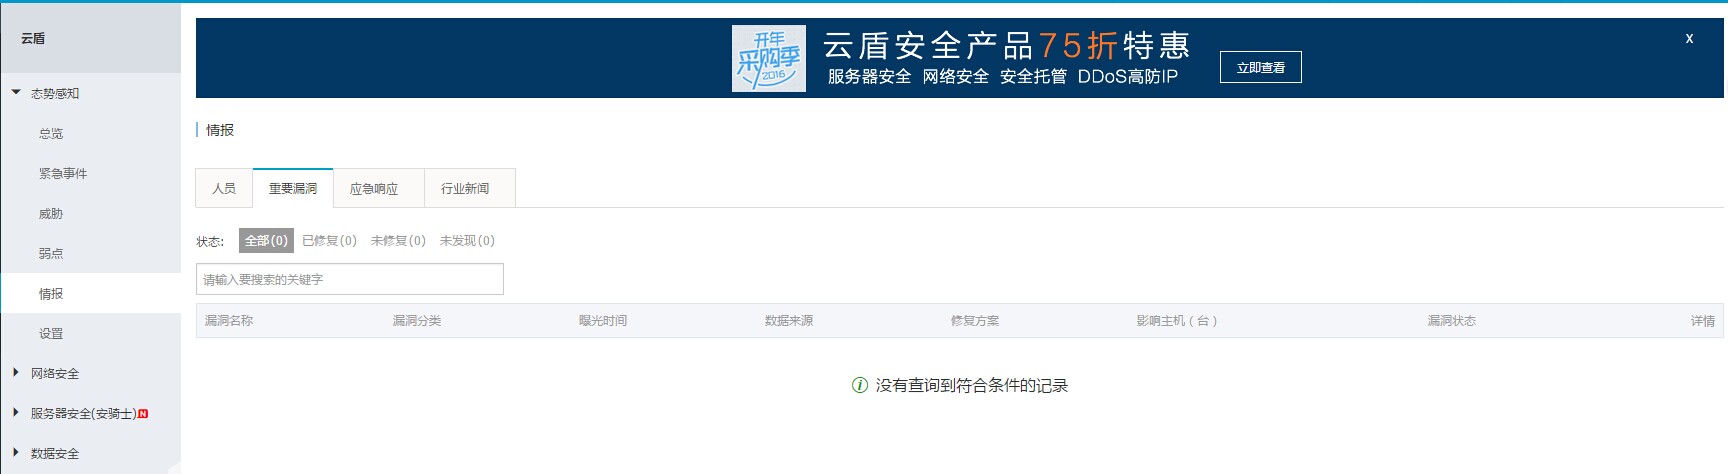 云盾
态势感知
总览
紧急事件
威胁
弱点
情报
设置
网络安全
服务器安全(安骑士) N
数据安全
开年
采购季
2016
云盾安全产品75折特惠
服务器安全 网络安全 安全托管 DDoS高防IP
立即查看
x
情报
人员 重要漏洞 应急响应 行业新闻
状态: 全部(0) 已修复(0) 未修复(0) 未发现(0)
请输入要搜索的关键字
漏洞名称 漏洞分类 曝光时间 数据来源 修复方案 影响主机(台) 漏洞状态 详情
没有查询到符合条件的记录